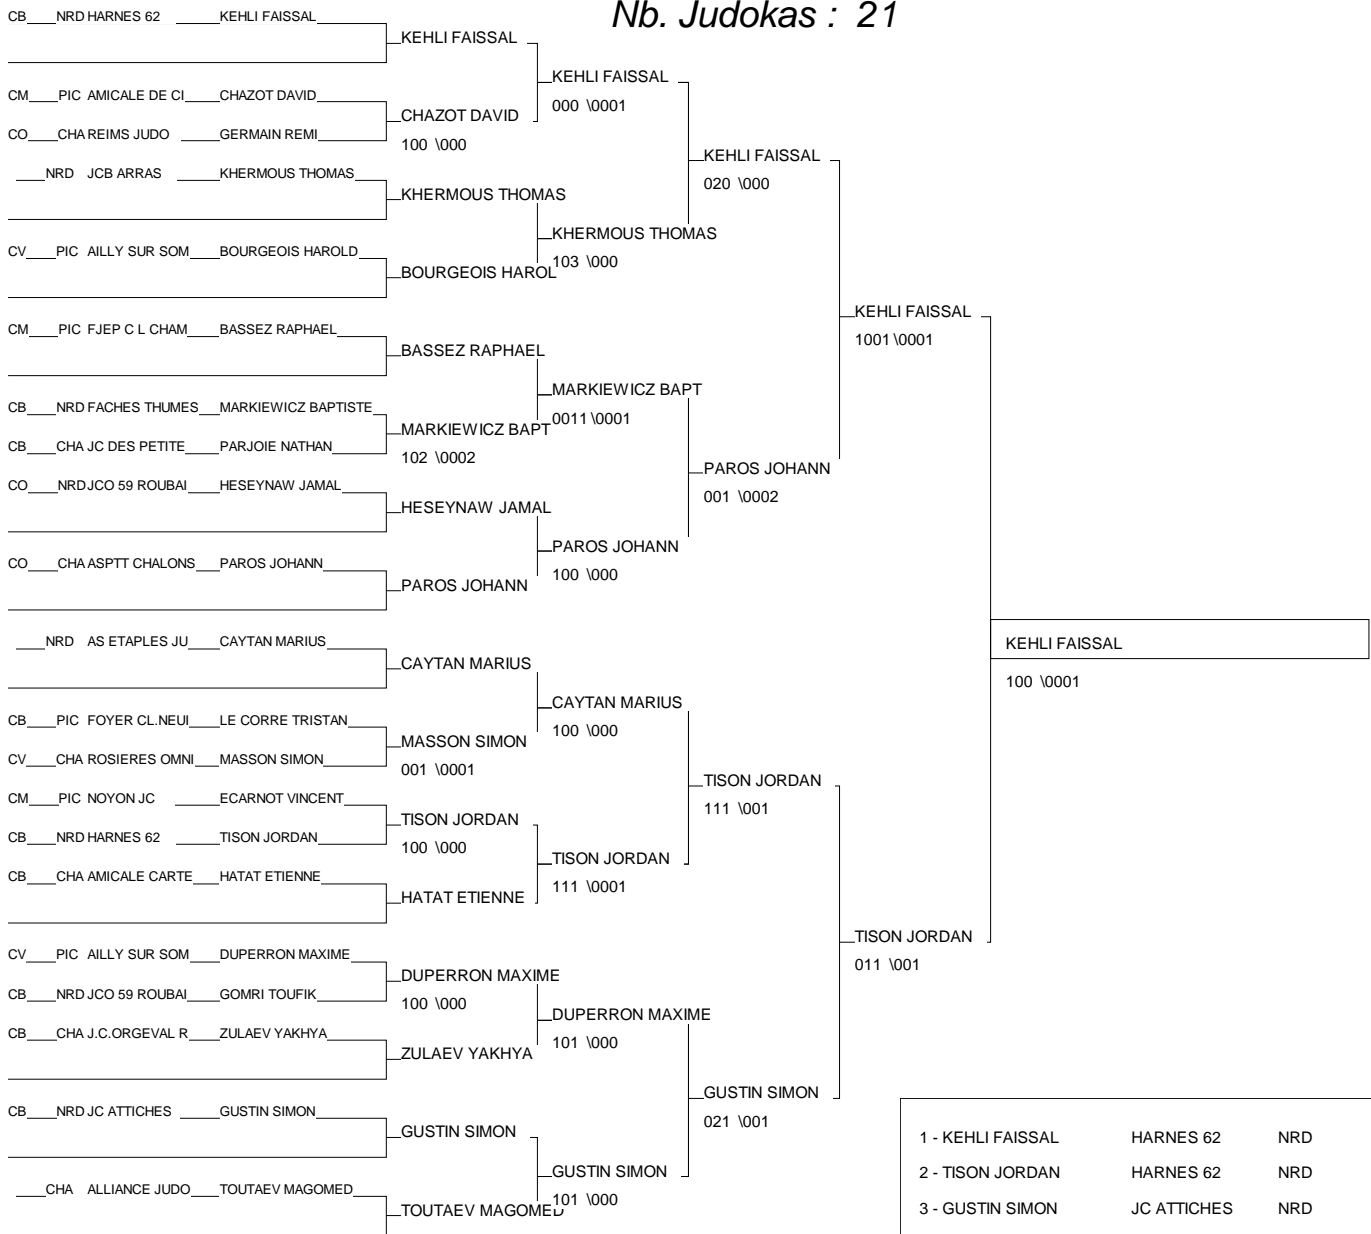 Nb. Judokas : 21
CB NRD HARNES 62 KEHLI FAISSAL
KEHLI FAISSAL
KEHLI FAISSAL
000 \0001
CM PIC AMICALE DE CI CHAZOT DAVID
CHAZOT DAVID
100 \000
CO CHA REIMS JUDO GERMAIN REMI
KEHLI FAISSAL
020 \000
NRD JCB ARRAS KHERMOUS THOMAS
KHERMOUS THOMAS
KHERMOUS THOMAS
103 \000
CV PIC AILLY SUR SOM BOURGEOIS HAROLD
BOURGEOIS HAROL
KEHLI FAISSAL
1001 \0001
CM PIC FJEP C L CHAM BASSEZ RAPHAEL
BASSEZ RAPHAEL
MARKIEWICZ BAPT
0011 \0001
CB NRD FACHES THUMES MARKIEWICZ BAPTISTE
MARKIEWICZ BAPT
102 \0002
CB CHA JC DES PETITE PARJOIE NATHAN
PAROS JOHANN
001 \0002
CO NRD JCO 59 ROUBAI HESEYNAW JAMAL
HESEYNAW JAMAL
PAROS JOHANN
100 \000
CO CHA ASPTT CHALONS PAROS JOHANN
PAROS JOHANN
KEHLI FAISSAL
100 \0001
NRD AS ETAPLES JU CAYTAN MARIUS
CAYTAN MARIUS
CAYTAN MARIUS
100 \000
CB PIC FOYER CL.NEUI LE CORRE TRISTAN
MASSON SIMON
001 \0001
CV CHA ROSIERES OMNI MASSON SIMON
TISON JORDAN
111 \001
CM PIC NOYON JC ECARNOT VINCENT
TISON JORDAN
100 \000
CB NRD HARNES 62 TISON JORDAN
TISON JORDAN
111 \0001
CB CHA AMICALE CARTE HATAT ETIENNE
HATAT ETIENNE
TISON JORDAN
011 \001
CV PIC AILLY SUR SOM DUPERRON MAXIME
DUPERRON MAXIME
100 \000
CB NRD JCO 59 ROUBAI GOMRI TOUFIK
DUPERRON MAXIME
101 \000
CB CHA J.C.ORGEVAL R ZULAEV YAKHYA
ZULAEV YAKHYA
GUSTIN SIMON
021 \001
CB NRD JC ATTICHES GUSTIN SIMON
GUSTIN SIMON
GUSTIN SIMON
101 \000
CHA ALLIANCE JUDO TOUTAEV MAGOMED
TOUTAEV MAGOMED
1 - KEHLI FAISSAL HARNES 62 NRD
2 - TISON JORDAN HARNES 62 NRD
3 - GUSTIN SIMON JC ATTICHES NRD